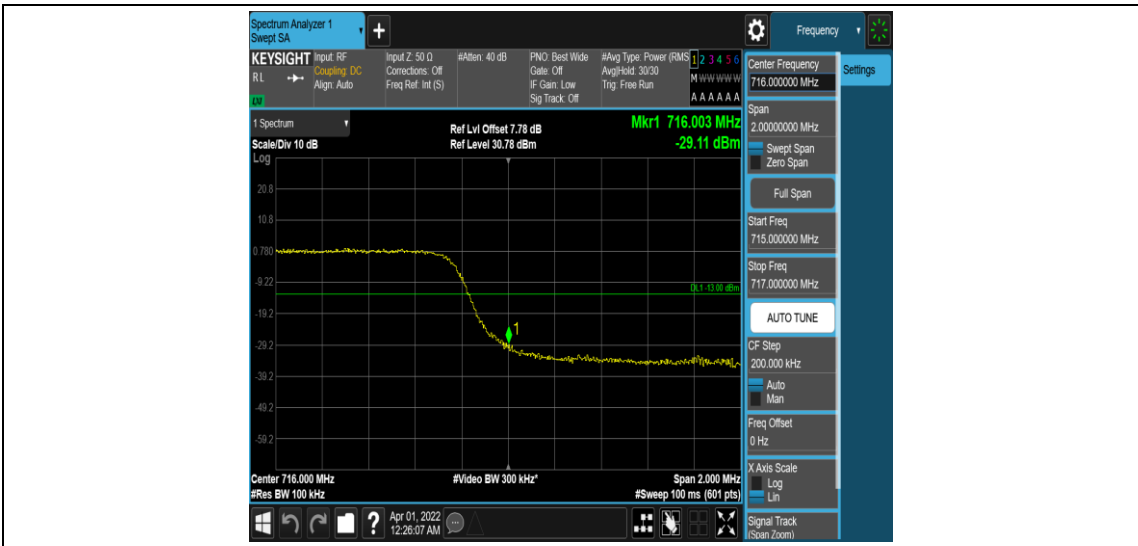 Spectrum Analyzer 1
Swept SA
+
Frequency
KEYSIGHT
RL
LXI
Input: RF
Coupling: DC
Align: Auto
Input Z: 50 Ω
Corrections: Off
Freq Ref: Int (S)
#Atten: 40 dB
PNO: Best Wide
Gate: Off
IF Gain: Low
Sig Track: Off
#Avg Type: Power (RMS
Avg|Hold: 30/30
Trig: Free Run
1 2 3 4 5 6
M W W W W W
A A A A A A
1 Spectrum
Scale/Div 10 dB
Log
Ref Lvl Offset 7.78 dB
Ref Level 30.78 dBm
Mkr1 716.003 MHz
-29.11 dBm
20.8
10.8
0.780
-9.22
-19.2
-29.2
-39.2
-49.2
-59.2
DL1 -13.00 dBm
1
Center 716.000 MHz
#Res BW 100 kHz
#Video BW 300 kHz*
Span 2.000 MHz
#Sweep 100 ms (601 pts)
?
Apr 01, 2022
12:26:07 AM
Center Frequency
716.000000 MHz
Span
2.00000000 MHz
Swept Span
Zero Span
Full Span
Start Freq
715.000000 MHz
Stop Freq
717.000000 MHz
AUTO TUNE
CF Step
200.000 kHz
Auto
Man
Freq Offset
0 Hz
X Axis Scale
Log
Lin
Signal Track
(Span Zoom)
Settings